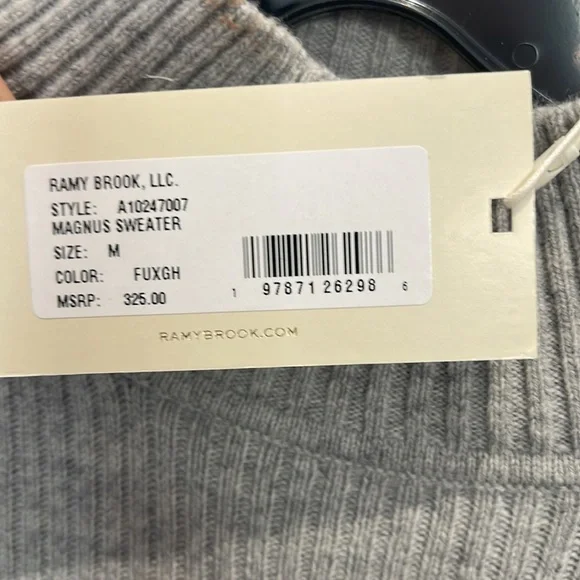 RAMY BROOK, LLC.
STYLE: A10247007
MAGNUS SWEATER
SIZE: M
COLOR: FUXGH
MSRP: 325.00
1 97871 26298 6
RAMYBROOK.COM